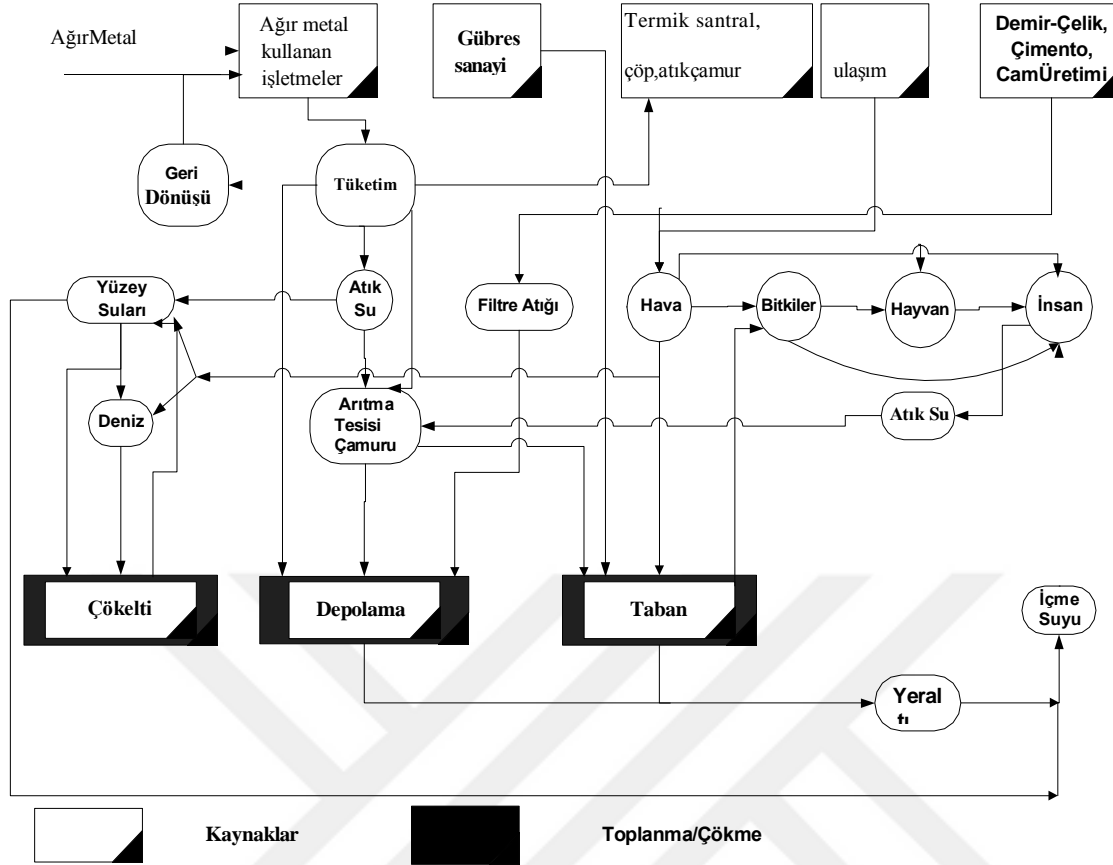 AğırMetal
Ağır metal
kullanan
işletmeler
Gübres
sanayi
Termik santral,
çöp,atıkçamur
ulaşım
Demir-Çelik,
Çimento,
CamÜretimi
Geri
Dönüşü
Tüketim
Yüzey
Suları
Atık
Su
Filtre Atığı
Hava
Bitkiler
Hayvan
İnsan
Deniz
Arıtma
Tesisi
Çamuru
Atık Su
Çökelti
Depolama
Taban
İçme
Suyu
Yeral
tı
Kaynaklar
Toplanma/Çökme